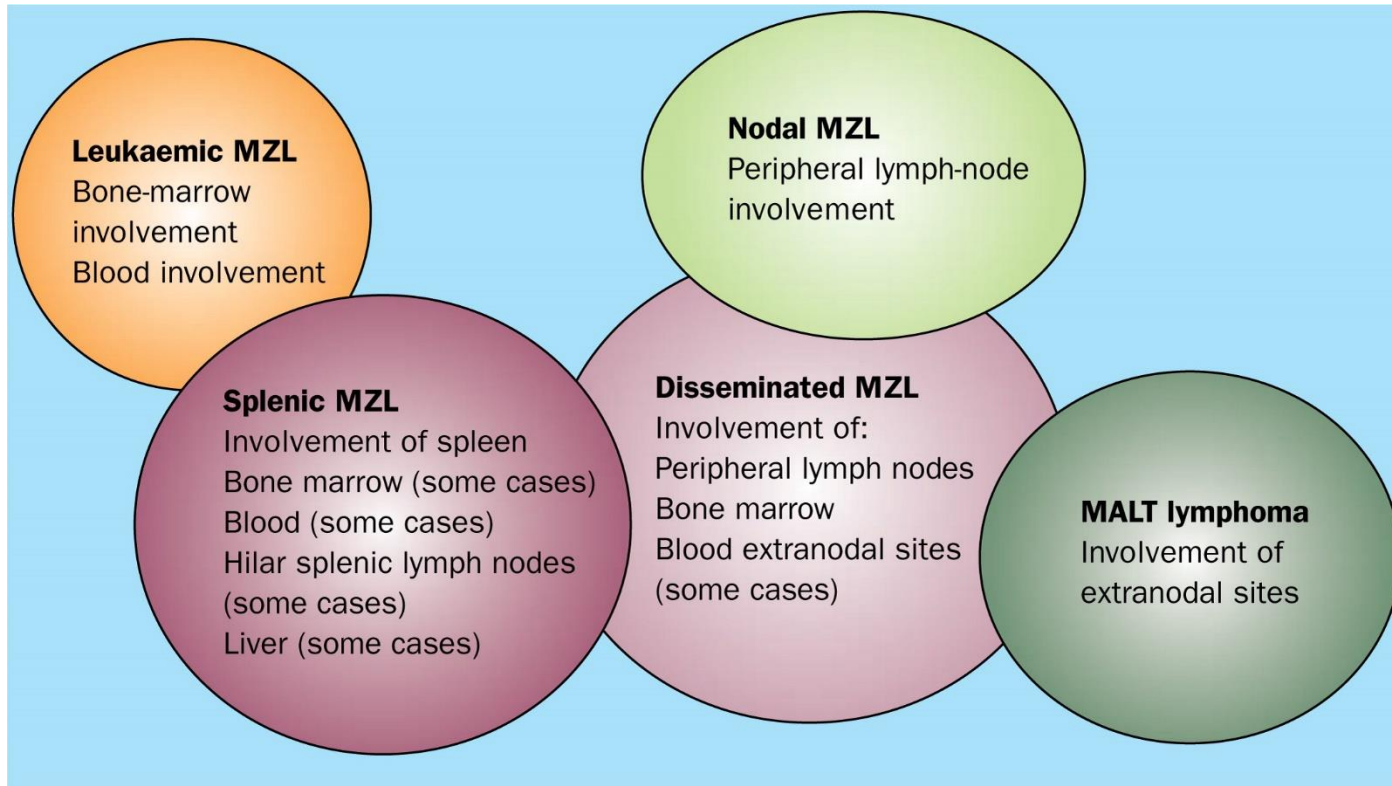 Leukaemic MZL
Bone-marrow
involvement
Blood involvement
Nodal MZL
Peripheral lymph-node
involvement
Splenic MZL
Involvement of spleen
Bone marrow (some cases)
Blood (some cases)
Hilar splenic lymph nodes
(some cases)
Liver (some cases)
Disseminated MZL
Involvement of:
Peripheral lymph nodes
Bone marrow
Blood extranodal sites
(some cases)
MALT lymphoma
Involvement of
extranodal sites